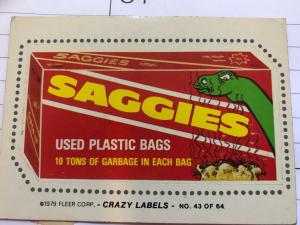 SAGGIES
SAGGIES
USED PLASTIC BAGS
10 TONS OF GARBAGE IN EACH BAG
©1979 FLEER CORP. - CRAZY LABELS - NO. 43 OF 64